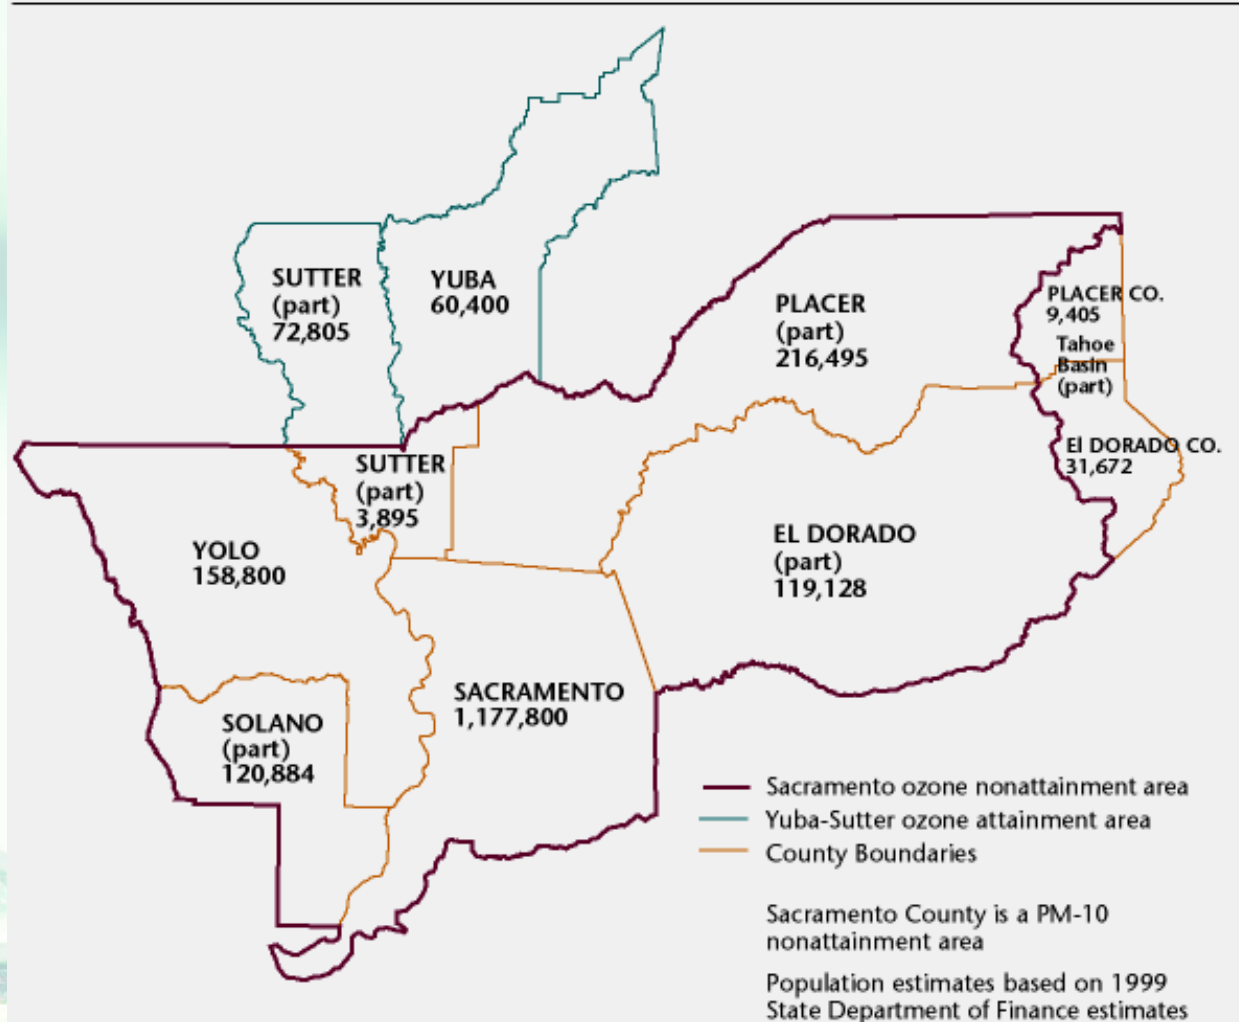 SUTTER
(part)
72,805
YUBA
60,400
PLACER
(part)
216,495
PLACER CO.
9,405
Tahoe
Basin
(part)
El DORADO CO.
31,672
SUTTER
(part)
3,895
YOLO
158,800
EL DORADO
(part)
119,128
SACRAMENTO
1,177,800
SOLANO
(part)
120,884
Sacramento ozone nonattainment area
Yuba-Sutter ozone attainment area
County Boundaries
Sacramento County is a PM-10
nonattainment area
Population estimates based on 1999
State Department of Finance estimates